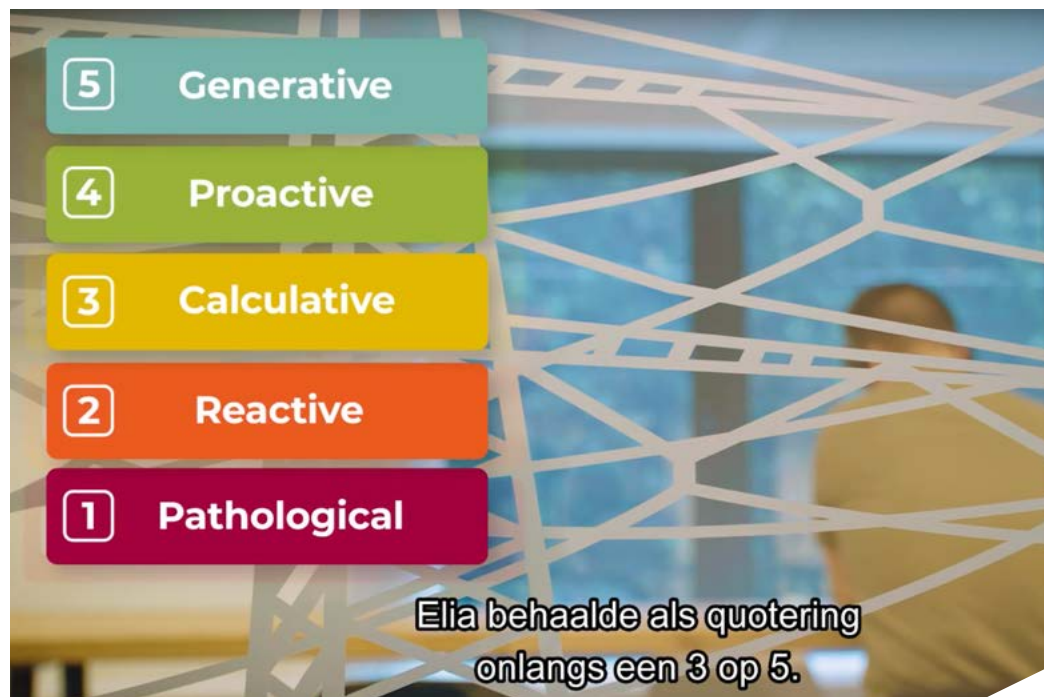 5 Generative
4 Proactive
3 Calculative
2 Reactive
1 Pathological
Elia behaalde als quotering
onlangs een 3 op 5.